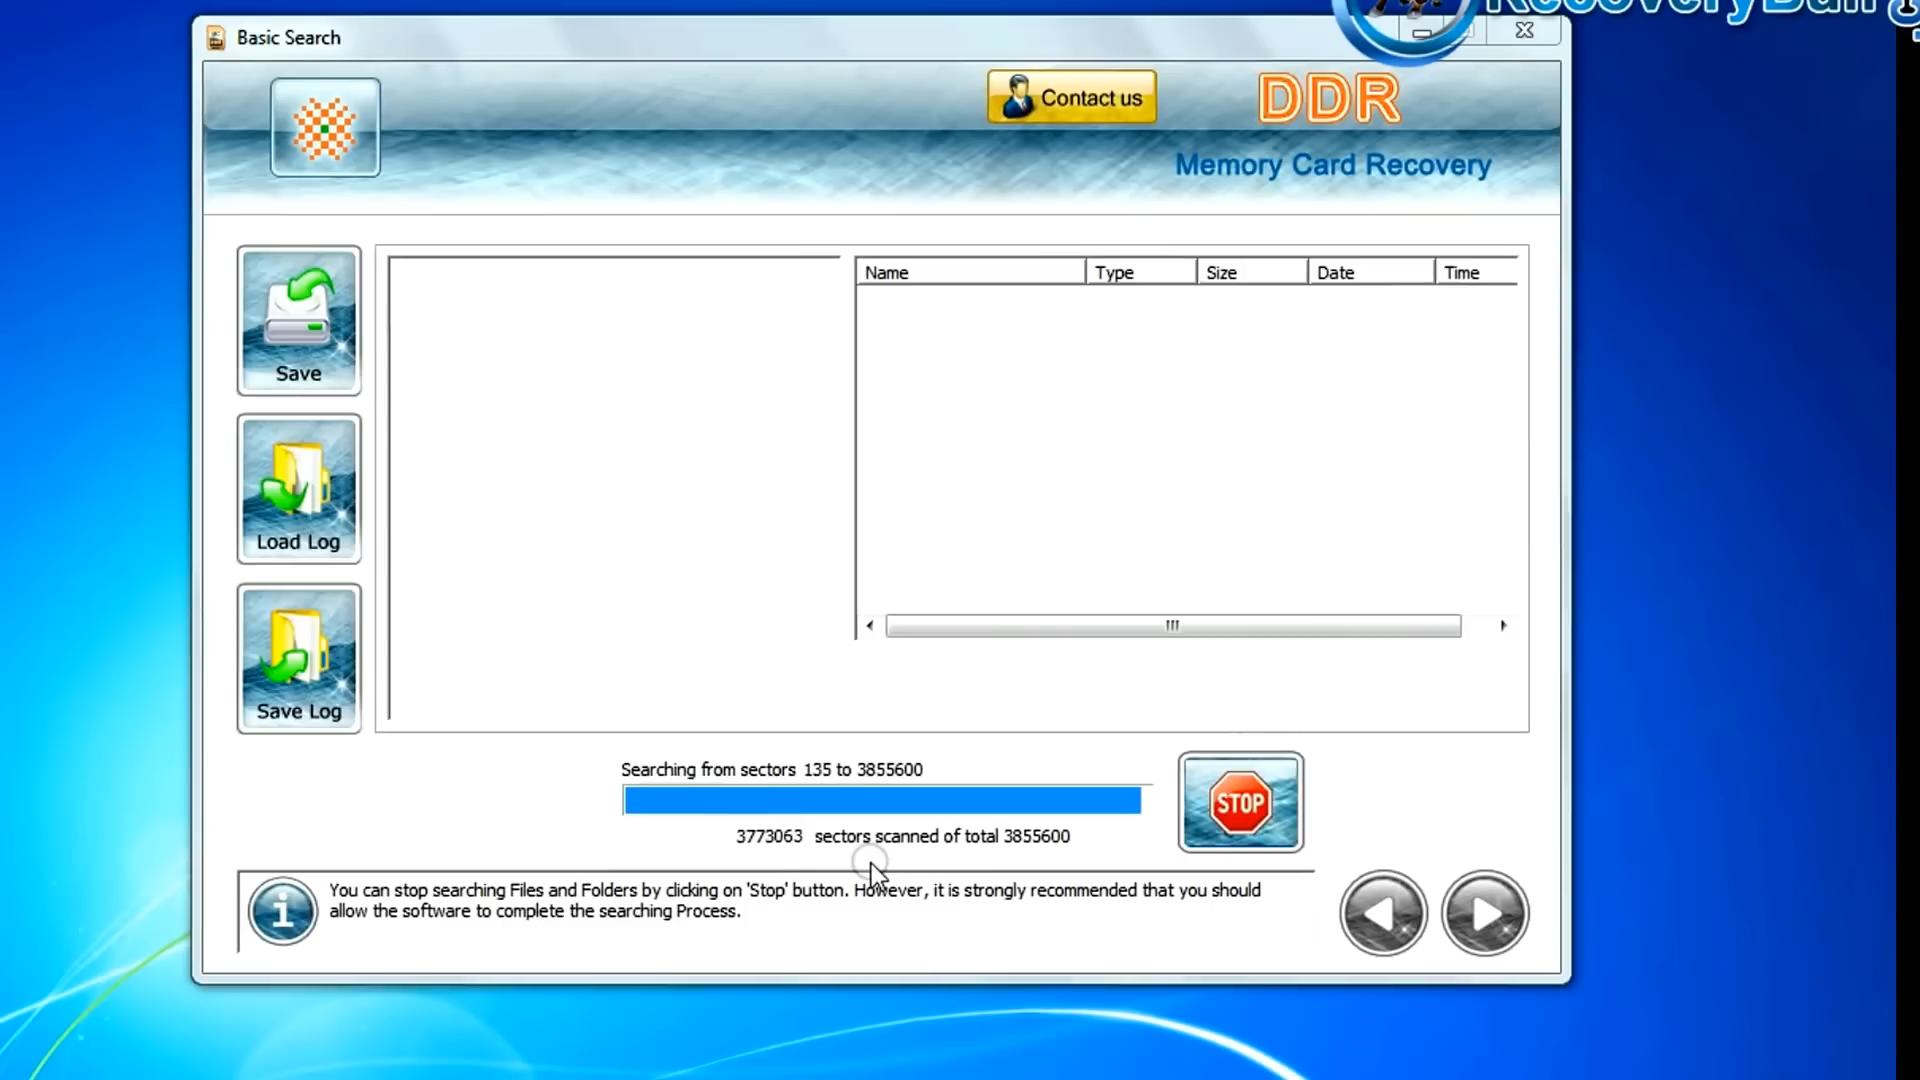 Basic Search
Contact us
DDR
Memory Card Recovery
Save
Load Log
Save Log
Name Type Size Date Time
Searching from sectors 135 to 3855600
3773063 sectors scanned of total 3855600
STOP
You can stop searching Files and Folders by clicking on 'Stop' button. However, it is strongly recommended that you should
allow the software to complete the searching Process.